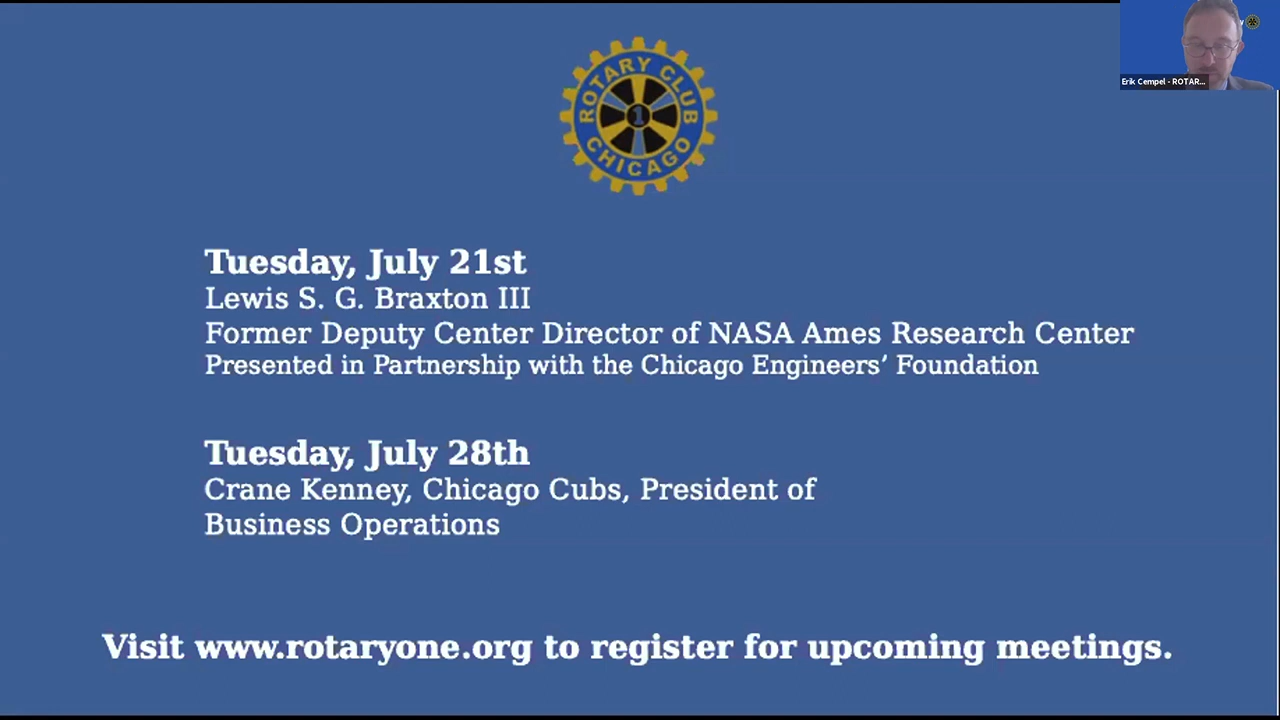 ROTARY CLUB
1
CHICAGO
Erik Cempel - ROTAR...
Tuesday, July 21st
Lewis S. G. Braxton III
Former Deputy Center Director of NASA Ames Research Center
Presented in Partnership with the Chicago Engineers’ Foundation
Tuesday, July 28th
Crane Kenney, Chicago Cubs, President of
Business Operations
Visit www.rotaryone.org to register for upcoming meetings.